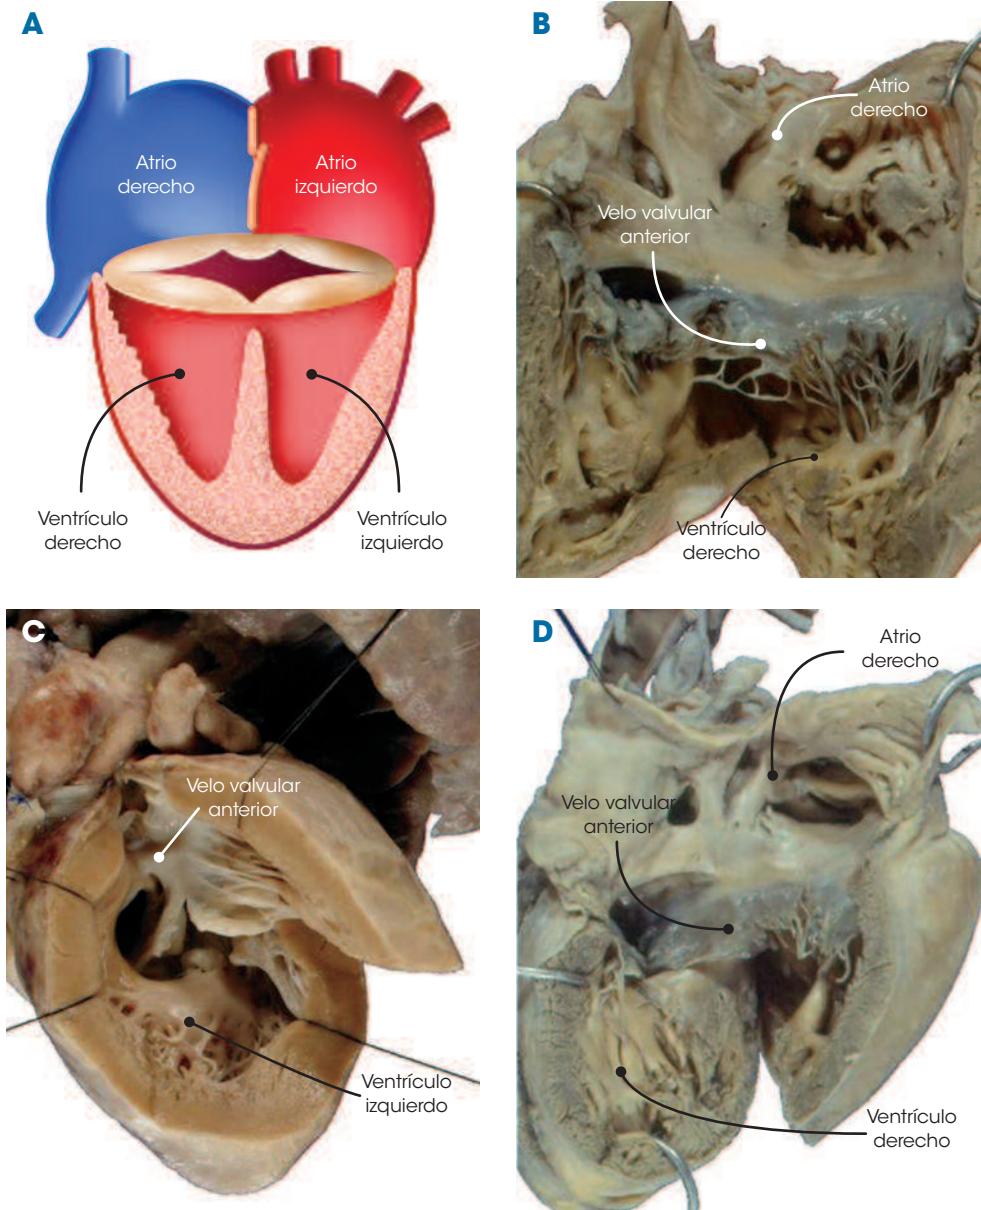 A
Atrio
derecho
Atrio
izquierdo
Ventrículo
derecho
Ventrículo
izquierdo
B
Atrio
derecho
Velo valvular
anterior
Ventrículo
derecho
C
Velo valvular
anterior
Ventrículo
izquierdo
D
Atrio
derecho
Velo valvular
anterior
Ventrículo
derecho